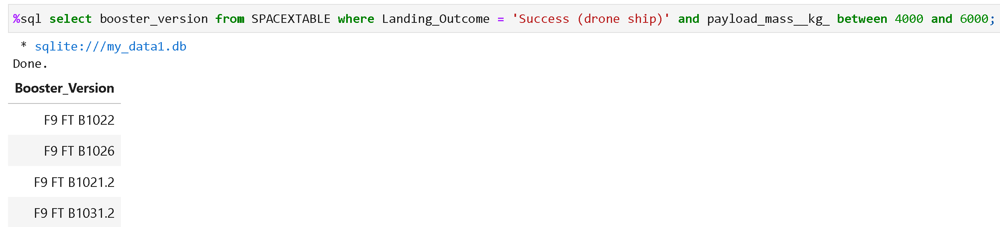 %sql select booster_version from SPACEXTABLE where Landing_Outcome = 'Success (drone ship)' and payload_mass__kg_ between 4000 and 6000;
* sqlite:///my_data1.db
Done.
Booster_Version
F9 FT B1022
F9 FT B1026
F9 FT B1021.2
F9 FT B1031.2